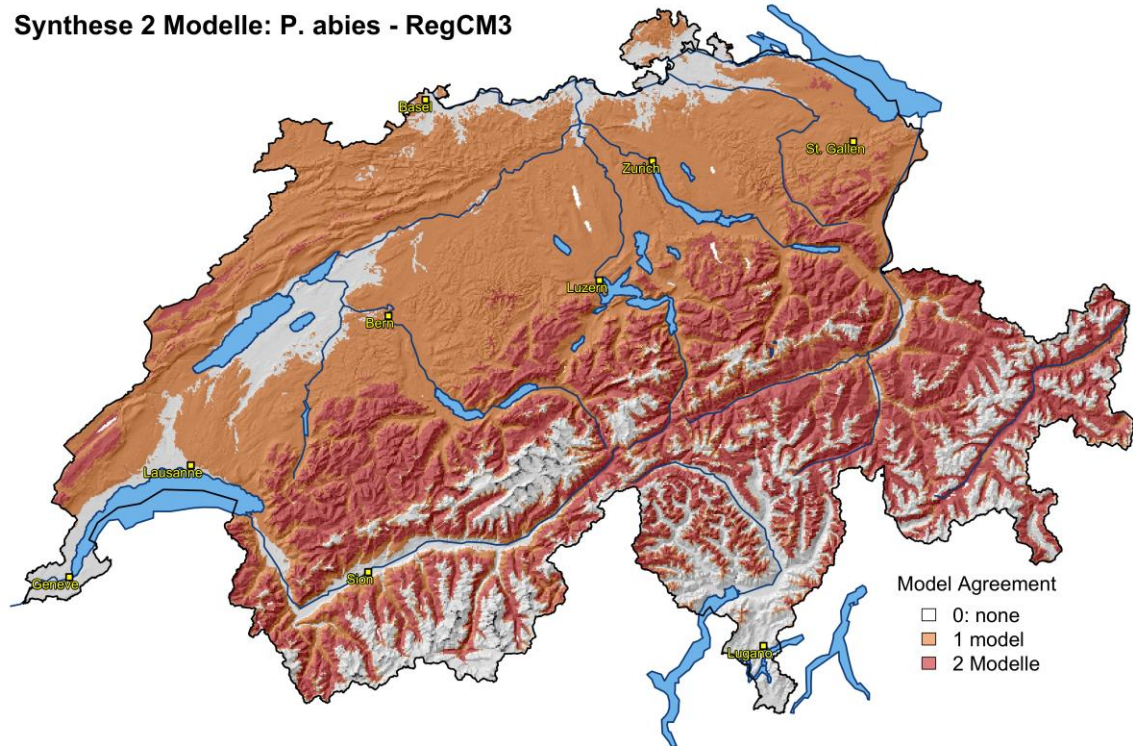 Synthese 2 Modelle: P. abies - RegCM3
Basel
St. Gallen
Zurich
Luzern
Bern
Lausanne
Geneve
Sion
Lugano
Model Agreement
0: none
1 model
2 Modelle